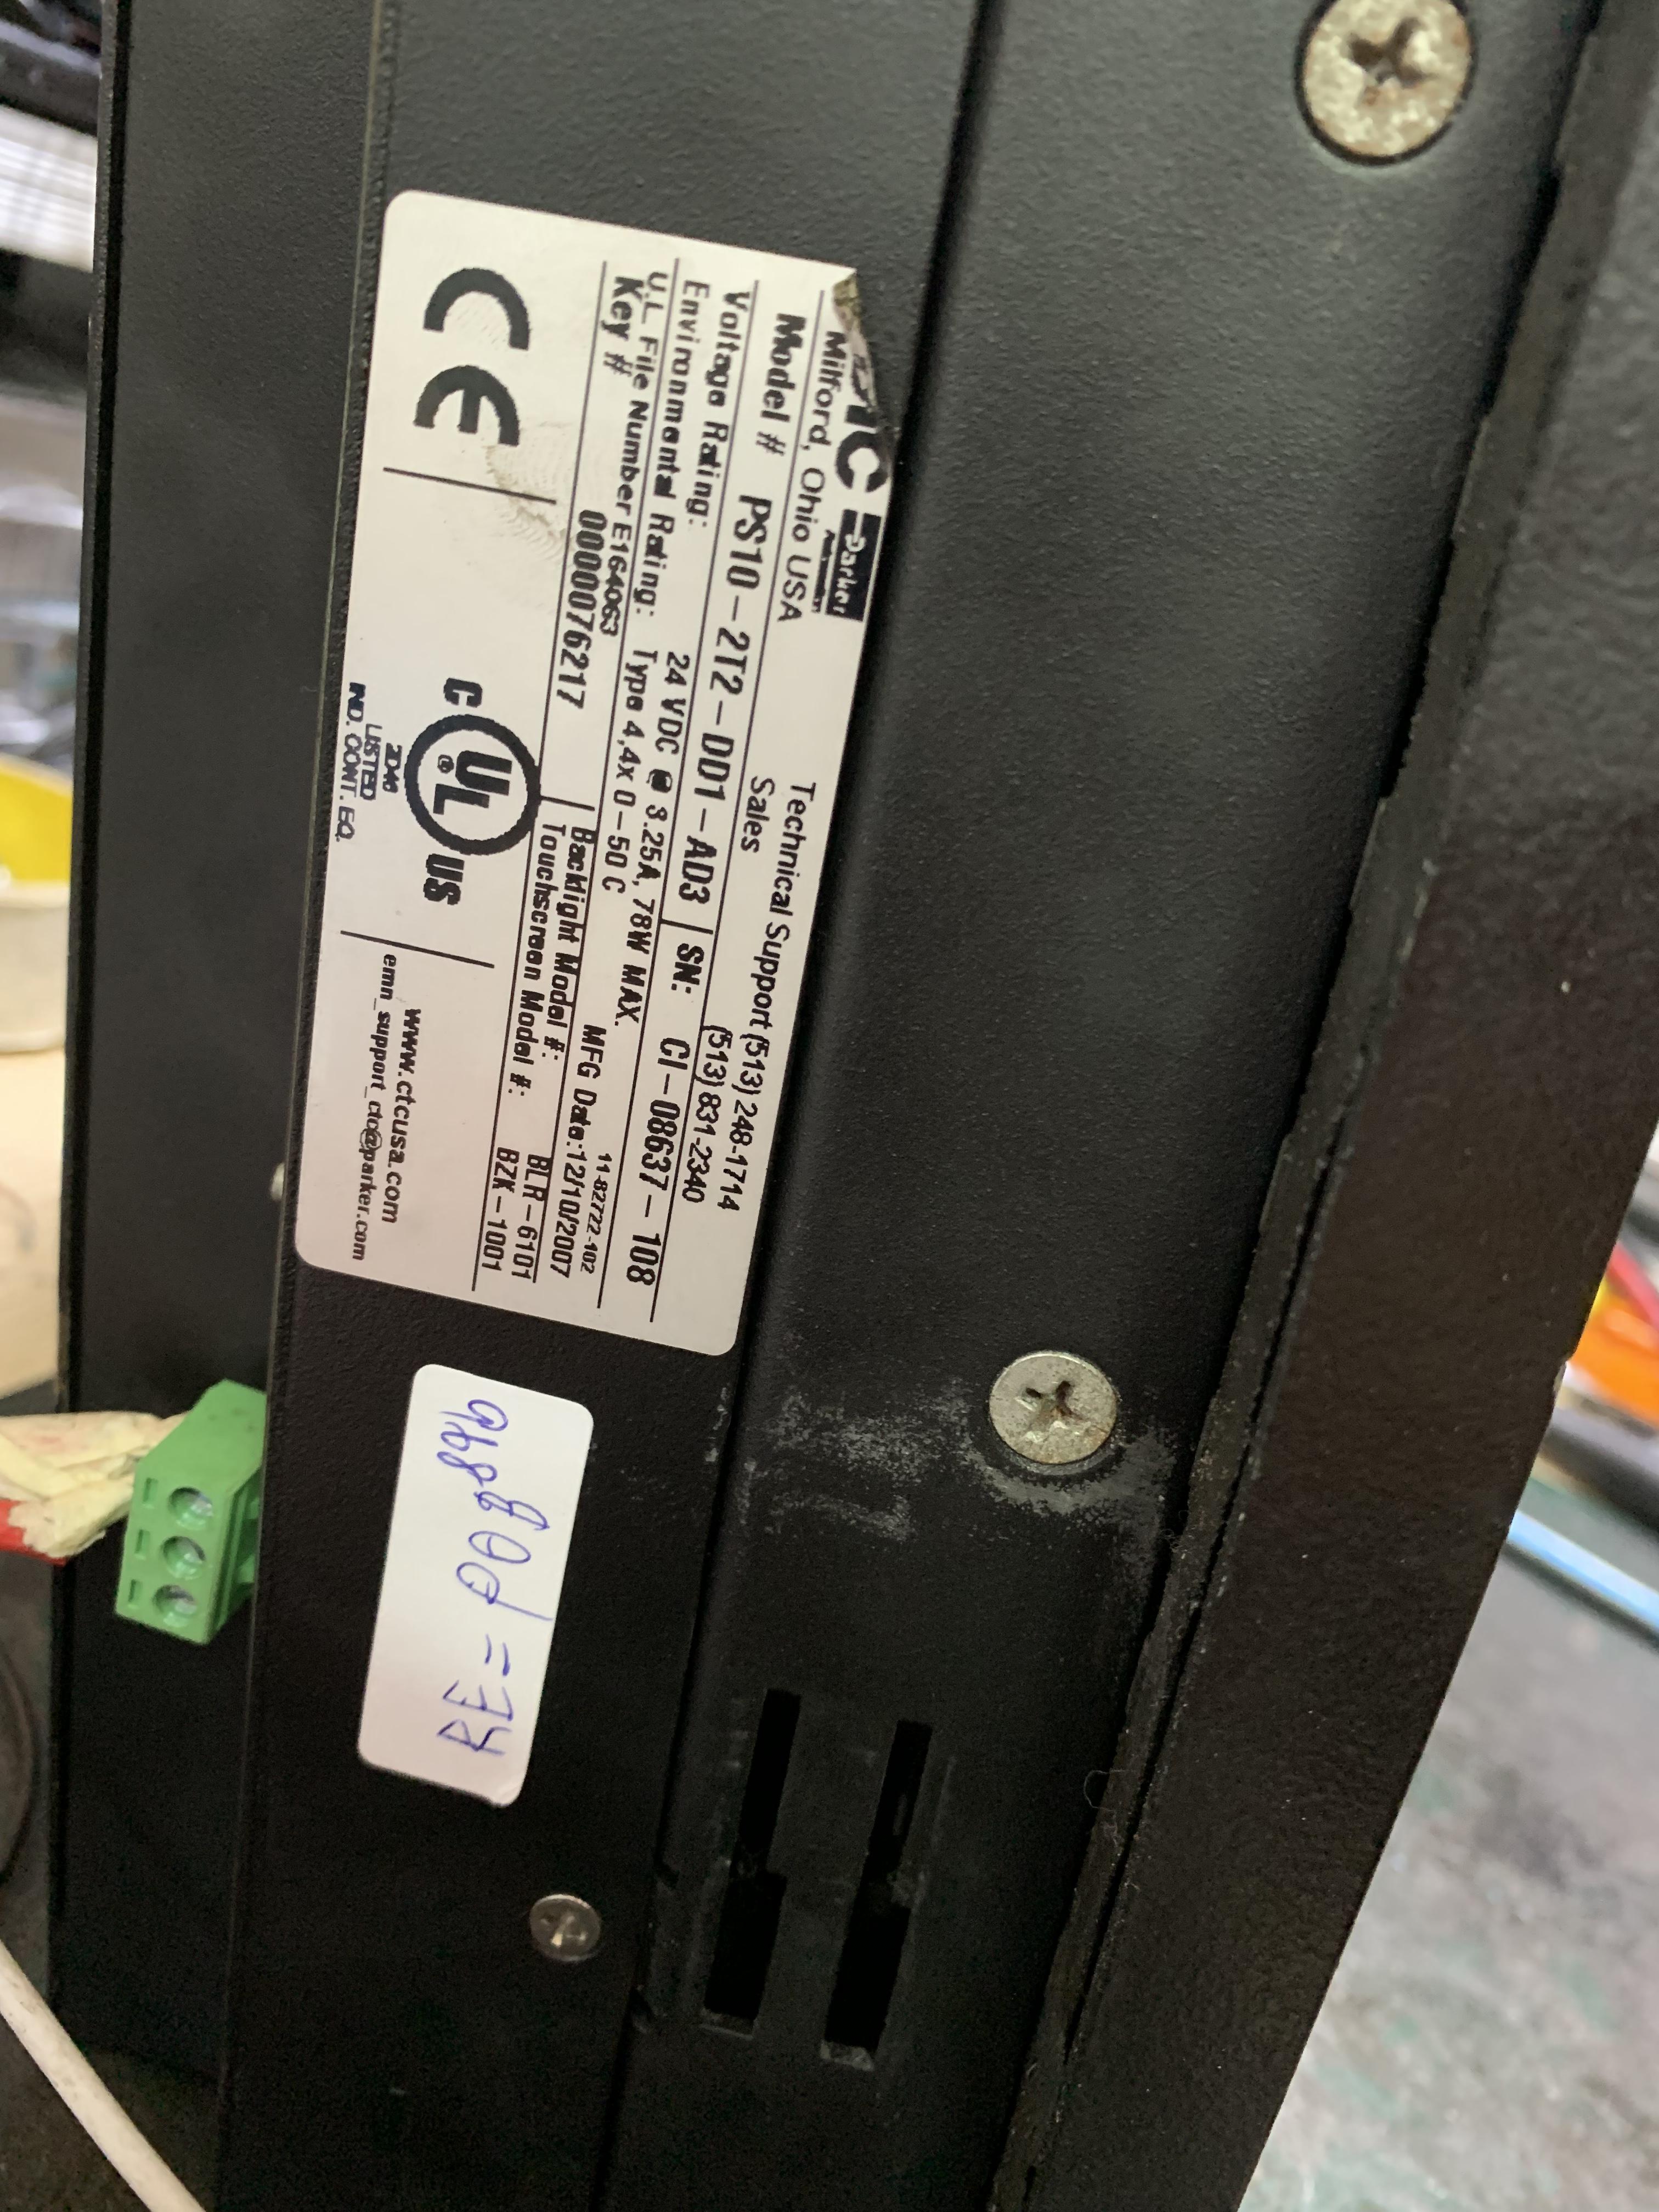 Parker
Milford, Ohio USA
Technical Support (513) 248-1714
Sales (513) 831-2340
Model # PS10-2T2-DD1-AD3 SN: CI-08637-108
Voltage Rating: 24 VDC @ 3.25A, 78W MAX. 11-82722-102
Environmental Rating: Type 4,4x 0-50 C MFG Date: 12/10/2007
U.L. File Number E164063 Backlight Model #: BLR-6101
Key # 0000076217 Touchscreen Model #: BZK-1001
CE
C UL® US
LISTED
IND. CONT. EQ.
www.ctcusa.com
emn_support_ctc@parker.com